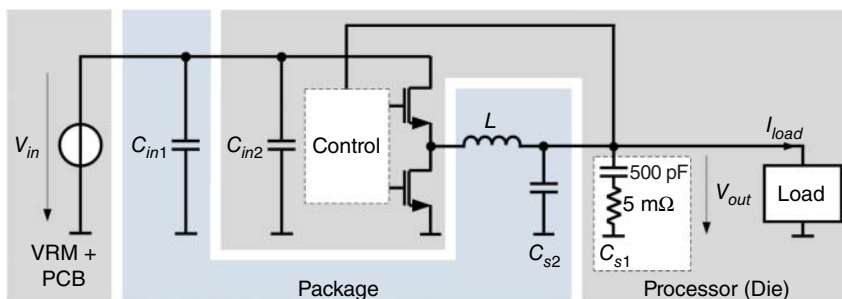 V_in
C_in1
C_in2
Control
L
C_s2
500 pF
5 mΩ
C_s1
I_load
V_out
Load
VRM +
PCB
Package
Processor (Die)